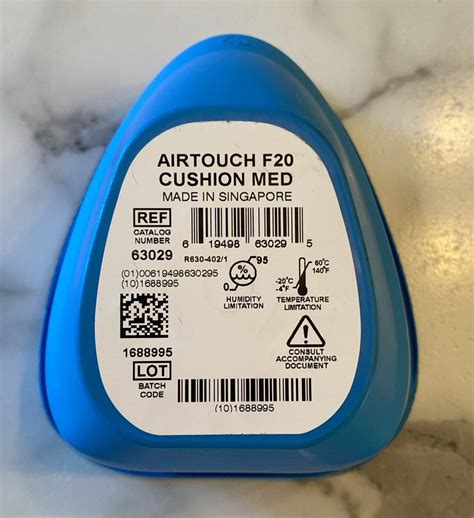 AIRTOUCH F20
CUSHION MED
MADE IN SINGAPORE
REF
CATALOG
NUMBER
63029
6 19498 63029 5
R630-402/1
(01)00619498630295
(10)1688995
0 % 95
HUMIDITY
LIMITATION
-20°C
-4°F
60°C
140°F
TEMPERATURE
LIMITATION
CONSULT
ACCOMPANYING
DOCUMENT
1688995
LOT
BATCH
CODE
(10)1688995